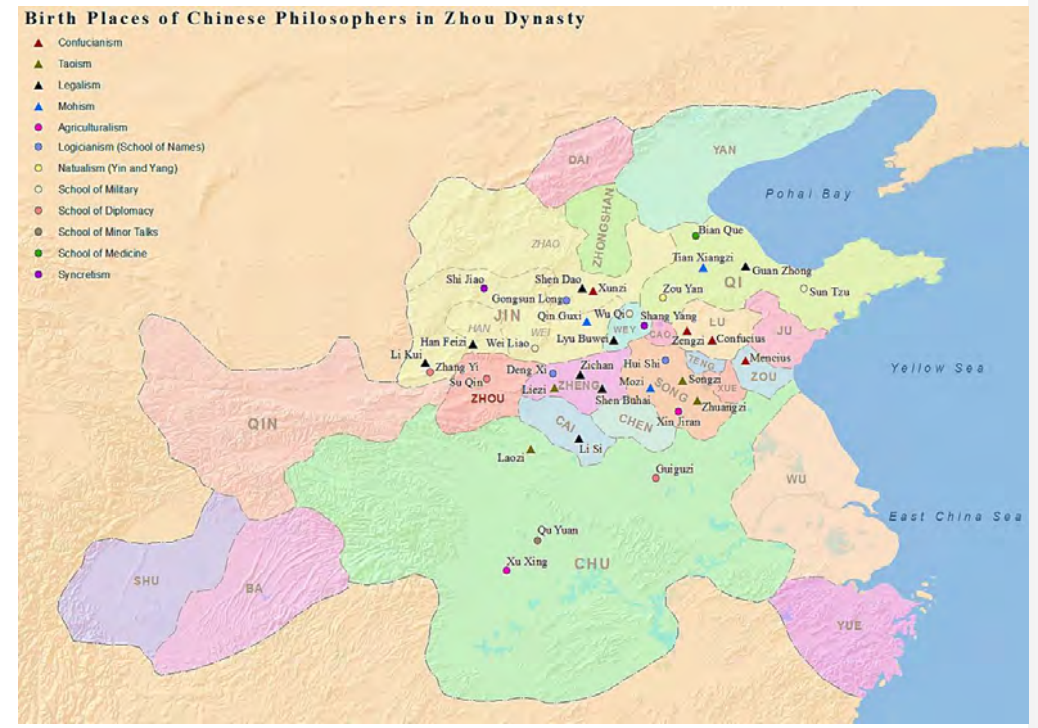 Birth Places of Chinese Philosophers in Zhou Dynasty
Confucianism
Taoism
Legalism
Mohism
Agriculturalism
Logicianism (School of Names)
Natualism (Yin and Yang)
School of Military
School of Diplomacy
School of Minor Talks
School of Medicine
Syncretism
DAI
YAN
Pohai Bay
ZHONGSHAN
ZHAO
Bian Que
Tian Xiangzi
Guan Zhong
QI
Shi Jiao
Shen Dao
Xunzi
Zou Yan
Sun Tzu
Gongsun Long
JIN
Qin Guxi
Wu Qi
Shang Yang
LU
JU
HAN
WEI
WEY
CAO
Han Feizi
Wei Liao
Lyu Buwei
Zengzi
Confucius
Li Kui
Zhang Yi
Deng Xi
Zichan
Hui Shi
TENG
Mencius
ZOU
Yellow Sea
Su Qin
ZHOU
Liezi
ZHENG
Shen Buhai
Mozi
SONG
Songzi
XUE
Zhuangzi
QIN
CAI
CHEN
Xin Jiran
Li Si
Laozi
Guiguzi
WU
East China Sea
Qu Yuan
Xu Xing
CHU
SHU
BA
YUE